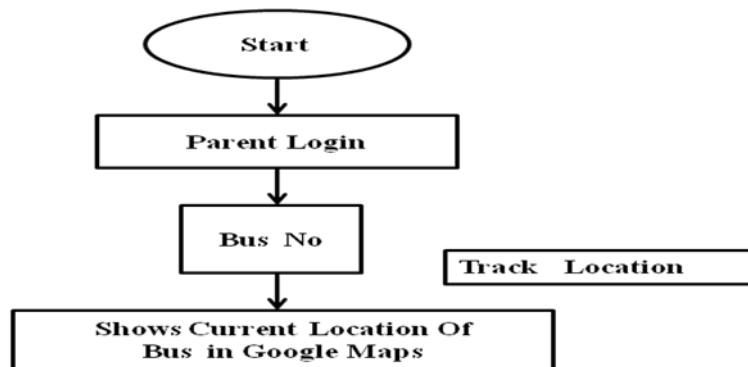 Start
Parent Login
Bus No
Track Location
Shows Current Location Of
Bus in Google Maps